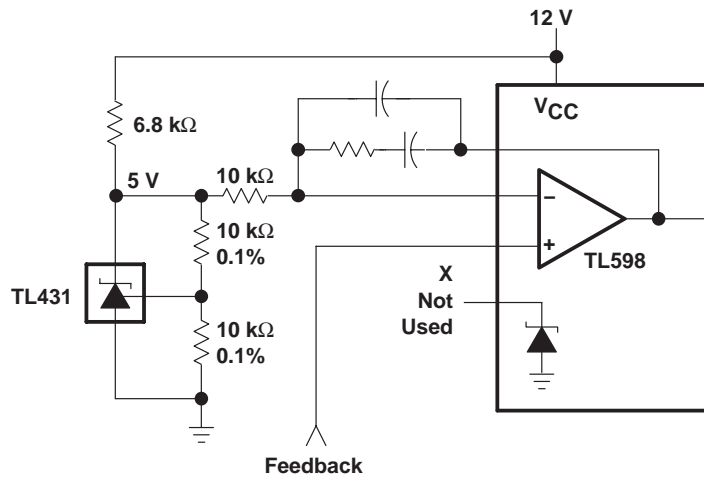 12 V
VCC
6.8 kΩ
5 V
10 kΩ
10 kΩ
0.1%
TL431
10 kΩ
0.1%
−
+
TL598
X
Not
Used
Feedback